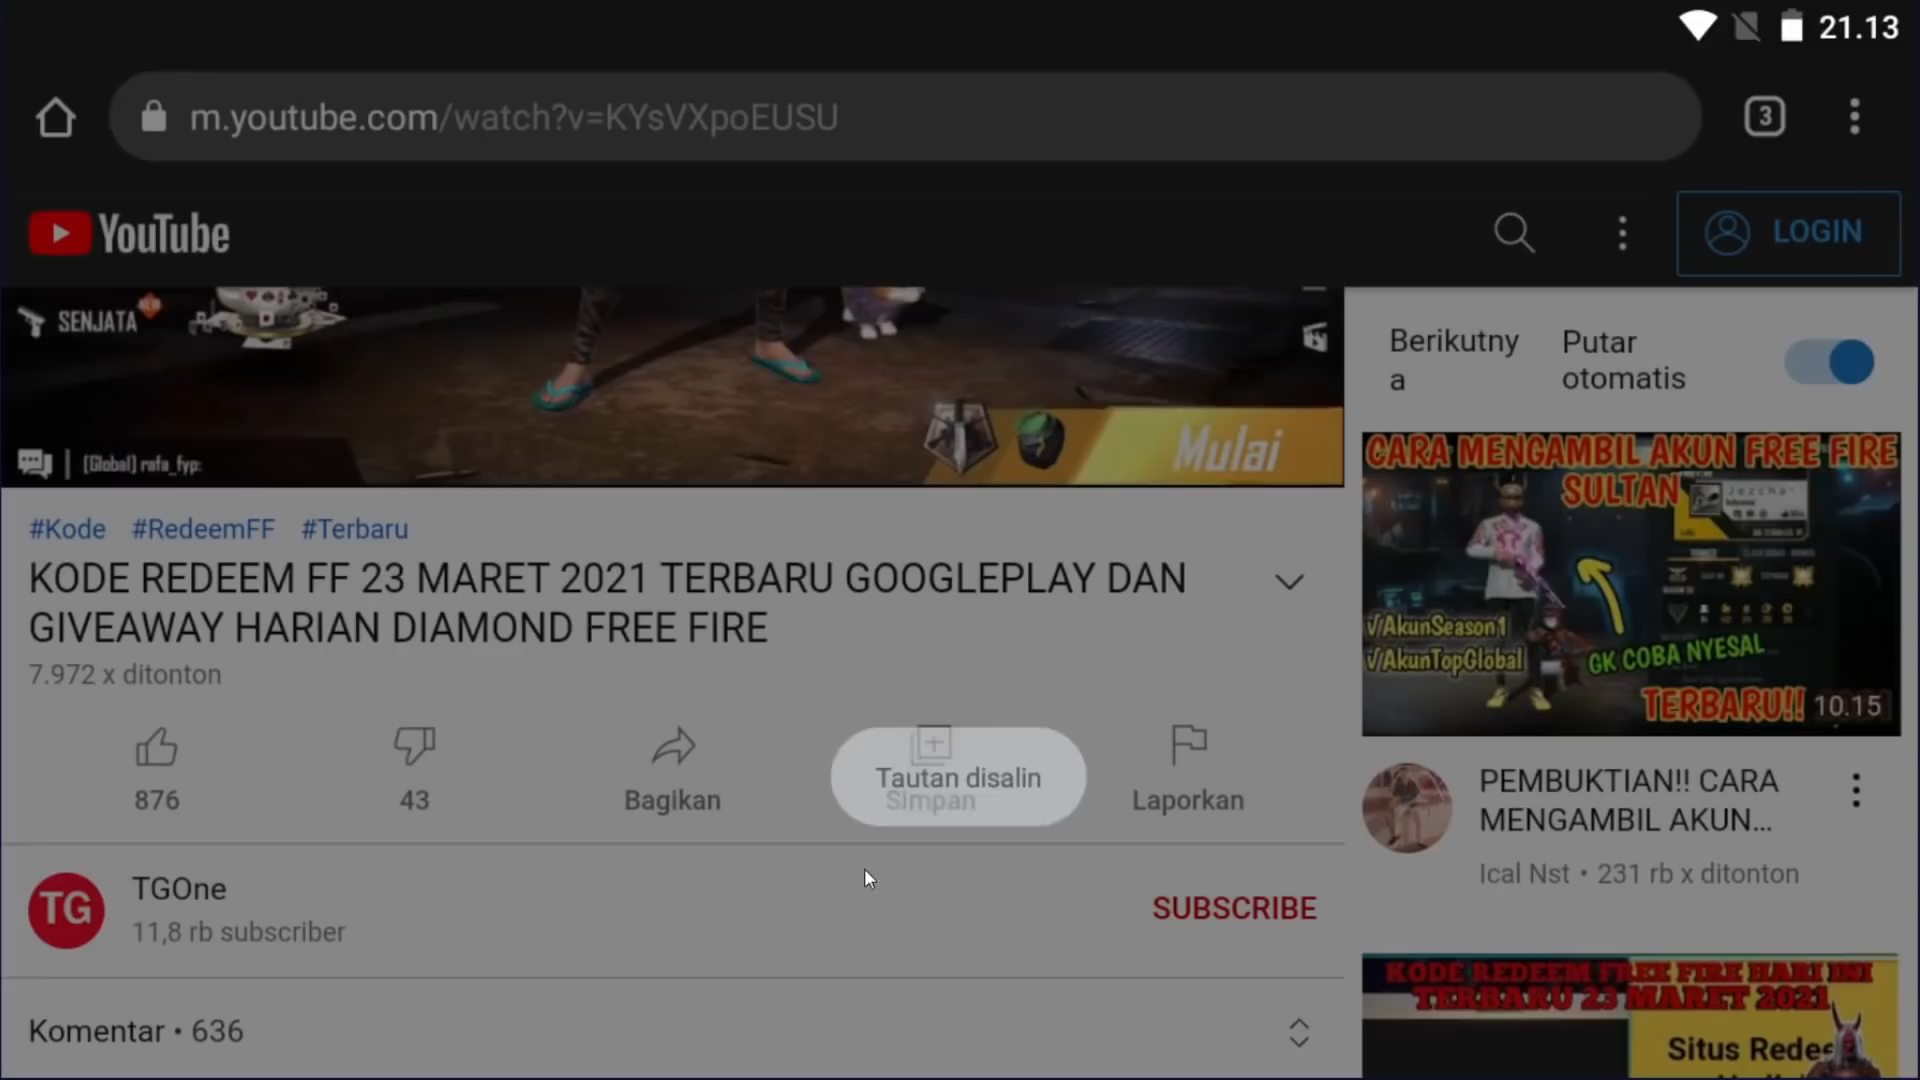 21.13
m.youtube.com/watch?v=KYsVXpoEUSU
3
YouTube
LOGIN
SENJATA
Mulai
[Global] rafa_fyp:
#Kode #RedeemFF #Terbaru
KODE REDEEM FF 23 MARET 2021 TERBARU GOOGLEPLAY DAN
GIVEAWAY HARIAN DIAMOND FREE FIRE
7.972 x ditonton
876
43
Bagikan
Simpan
Laporkan
Tautan disalin
TG
TGOne
11,8 rb subscriber
SUBSCRIBE
Komentar • 636
Berikutny
a
Putar
otomatis
CARA MENGAMBIL AKUN FREE FIRE
SULTAN
√/AkunSeason1
√/AkunTopGlobal
GK COBA NYESAL
TERBARU!!
10.15
PEMBUKTIAN!! CARA
MENGAMBIL AKUN...
Ical Nst • 231 rb x ditonton
KODE REDEEM FREE FIRE HARI INI
TERBARU 23 MARET 2021
Situs Redee